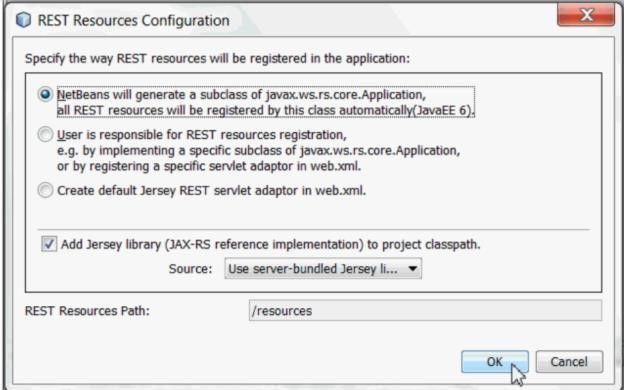 REST Resources Configuration
Specify the way REST resources will be registered in the application:
NetBeans will generate a subclass of javax.ws.rs.core.Application,
all REST resources will be registered by this class automatically(JavaEE 6).
User is responsible for REST resources registration,
e.g. by implementing a specific subclass of javax.ws.rs.core.Application,
or by registering a specific servlet adaptor in web.xml.
Create default Jersey REST servlet adaptor in web.xml.
Add Jersey library (JAX-RS reference implementation) to project classpath.
Source: Use server-bundled Jersey li...
REST Resources Path: /resources
OK Cancel